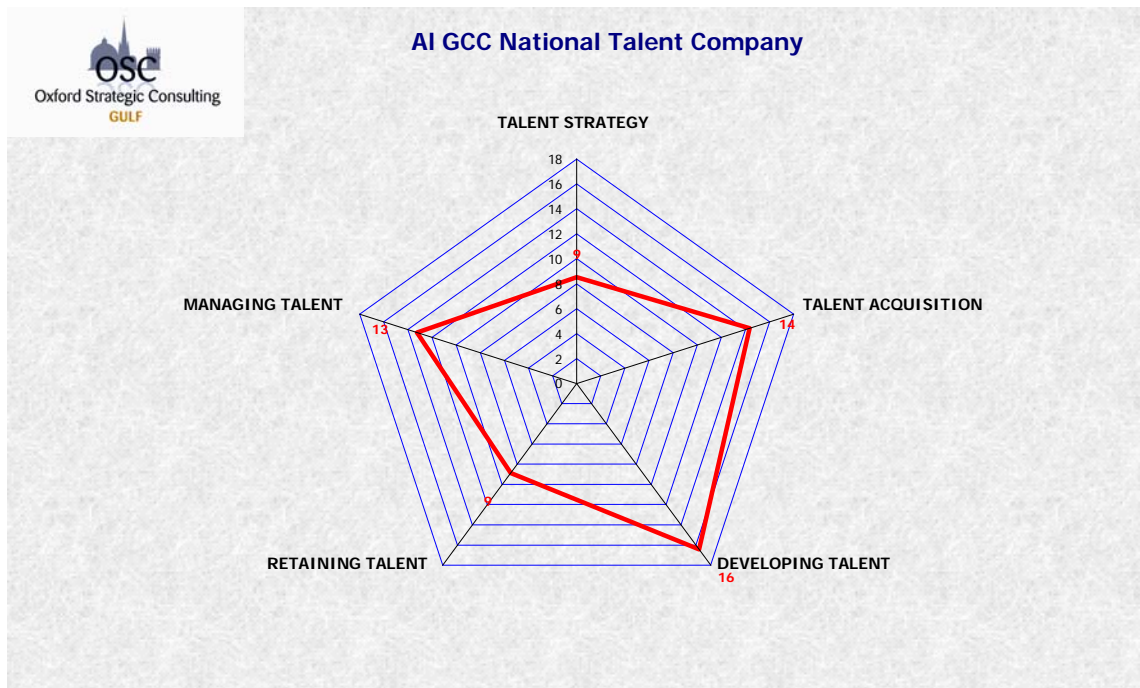 OSC
Oxford Strategic Consulting
GULF
AI GCC National Talent Company
TALENT STRATEGY
18
16
14
12
10
9
8
6
4
2
0
MANAGING TALENT
13
TALENT ACQUISITION
14
9
RETAINING TALENT
DEVELOPING TALENT
16